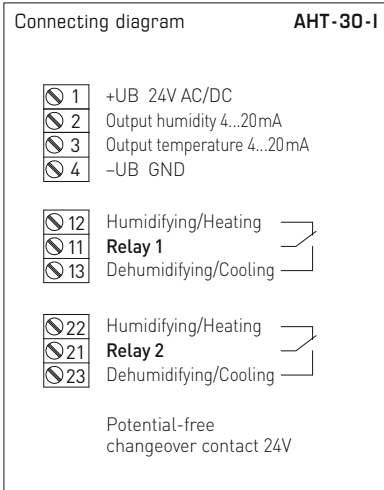 Connecting diagram AHT-30-I
1 +UB 24V AC/DC
2 Output humidity 4...20mA
3 Output temperature 4...20mA
4 –UB GND
12 Humidifying/Heating
11 Relay 1
13 Dehumidifying/Cooling
22 Humidifying/Heating
21 Relay 2
23 Dehumidifying/Cooling
Potential-free
changeover contact 24V